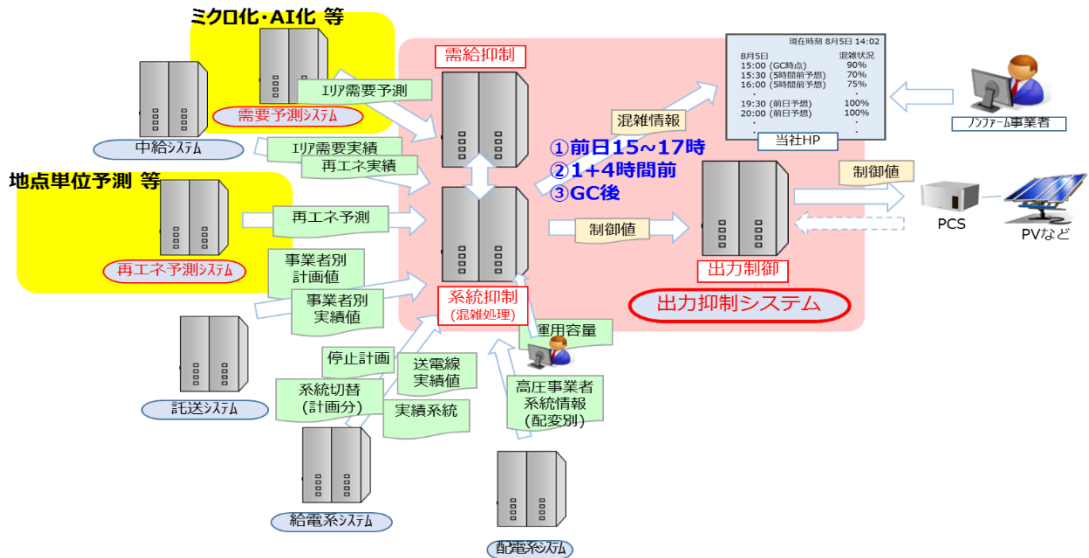 ミクロ化・AI化 等
需要予測システム
中給システム
地点単位予測 等
再エネ予測システム
託送システム
給電系システム
配電系システム
エリア需要予測
エリア需要実績
再エネ実績
再エネ予測
事業者別
計画値
事業者別
実績値
停止計画
系統切替
(計画分)
送電線
実績値
実績系統
運用容量
高圧事業者
系統情報
(配変別)
需給抑制
系統抑制
(混雑処理)
混雑情報
①前日15~17時
②1+4時間前
③GC後
制御値
出力制御
出力抑制システム
現在時刻 8月5日 14:02
8月5日 混雑状況
15:00 (GC時点) 90%
15:30 (5時間前予想) 70%
16:00 (5時間前予想) 75%
・ ・
19:30 (前日予想) 100%
20:00 (前日予想) 100%
・ ・
・ ・
当社HP
ノンファーム事業者
制御値
PCS
PVなど